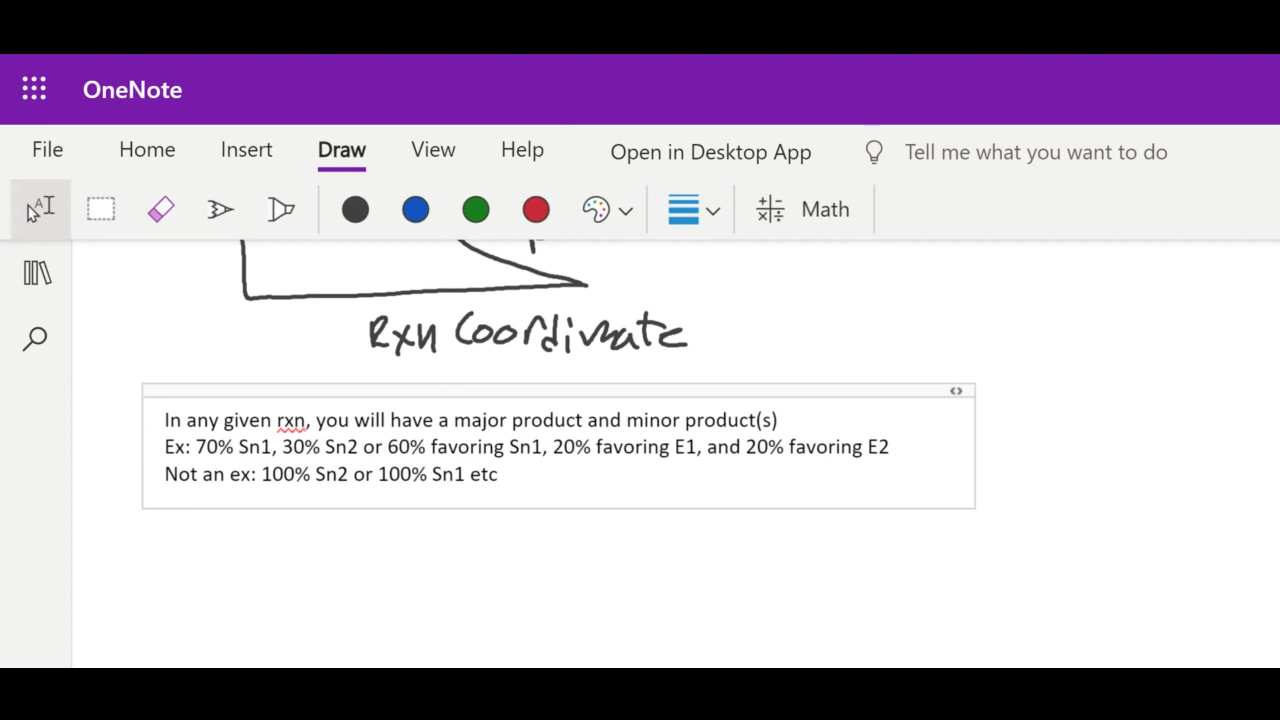 OneNote
File Home Insert Draw View Help Open in Desktop App Tell me what you want to do
Math
Rxn Coordinate
In any given rxn, you will have a major product and minor product(s)
Ex: 70% Sn1, 30% Sn2 or 60% favoring Sn1, 20% favoring E1, and 20% favoring E2
Not an ex: 100% Sn2 or 100% Sn1 etc